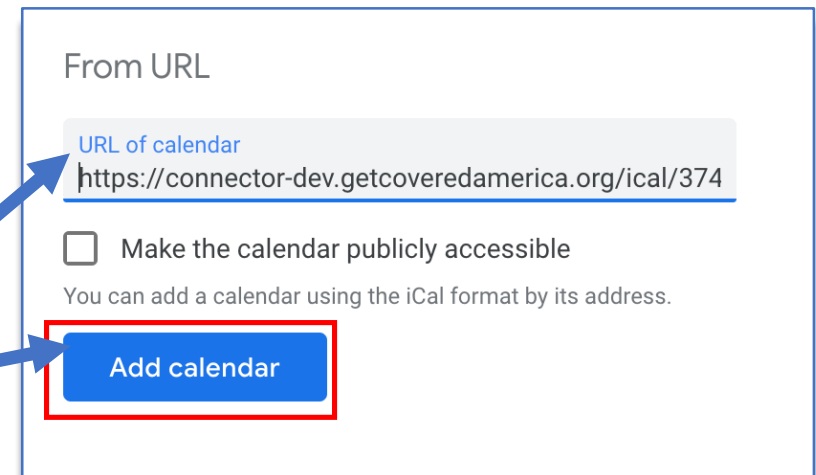 From URL
URL of calendar
https://connector-dev.getcoveredamerica.org/ical/374
Make the calendar publicly accessible
You can add a calendar using the iCal format by its address.
Add calendar